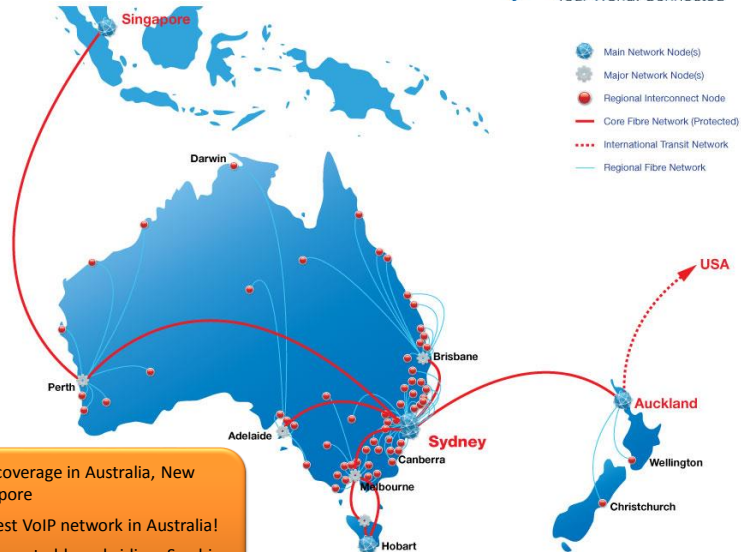 Singapore
Main Network Node(s)
Major Network Node(s)
Regional Interconnect Node
Core Fibre Network (Protected)
International Transit Network
Regional Fibre Network
Darwin
USA
Brisbane
Perth
Auckland
Adelaide
Sydney
Canberra
Wellington
Melbourne
Christchurch
Hobart
coverage in Australia, New
pore
est VoIP network in Australia!